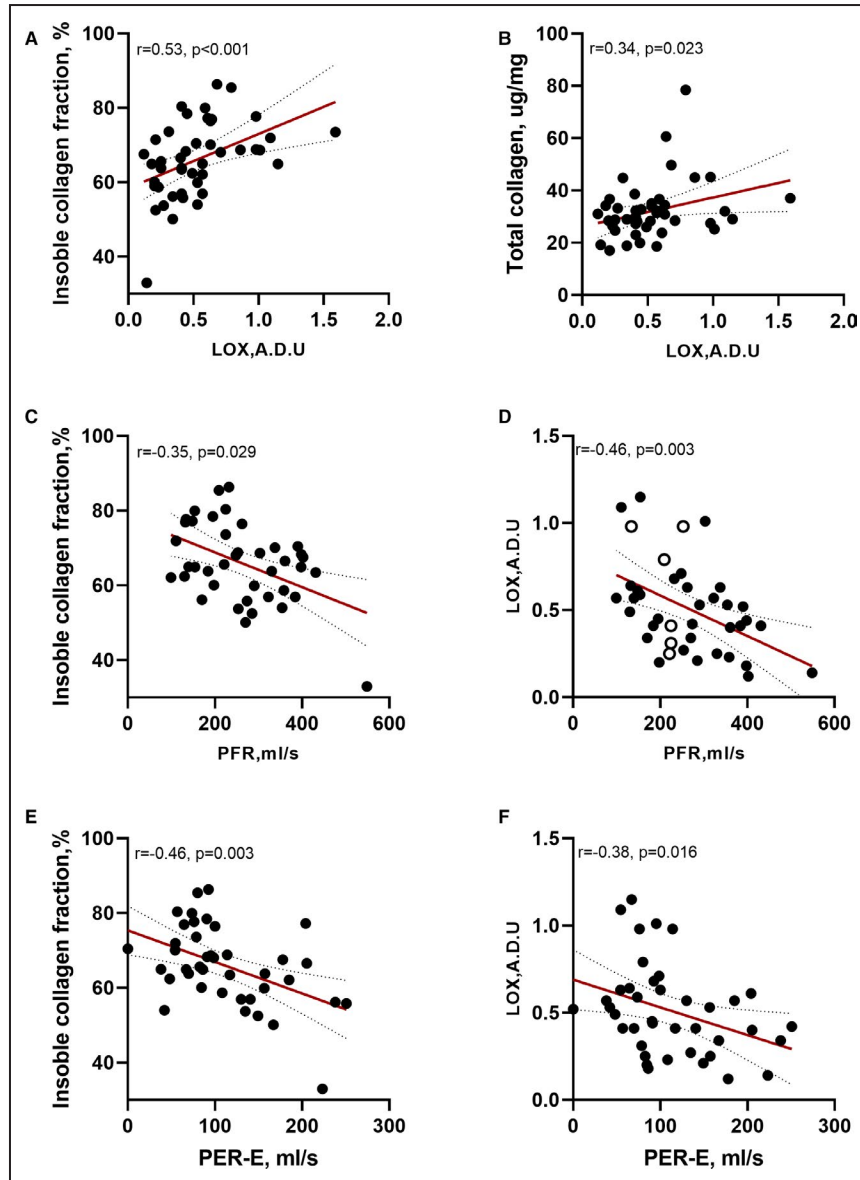 A
r=0.53, p<0.001
Insoble collagen fraction, %
100
80
60
40
0.0 0.5 1.0 1.5 2.0
LOX,A.D.U
B
r=0.34, p=0.023
Total collagen, ug/mg
100
80
60
40
20
0
0.0 0.5 1.0 1.5 2.0
LOX,A.D.U
C
r=-0.35, p=0.029
Insoble collagen fraction,%
100
80
60
40
0 200 400 600
PFR,ml/s
D
r=-0.46, p=0.003
LOX,A.D.U
1.5
1.0
0.5
0.0
0 200 400 600
PFR,ml/s
E
r=-0.46, p=0.003
Insoble collagen fraction,%
100
80
60
40
0 100 200 300
PER-E, ml/s
F
r=-0.38, p=0.016
LOX,A.D.U
1.5
1.0
0.5
0.0
0 100 200 300
PER-E, ml/s